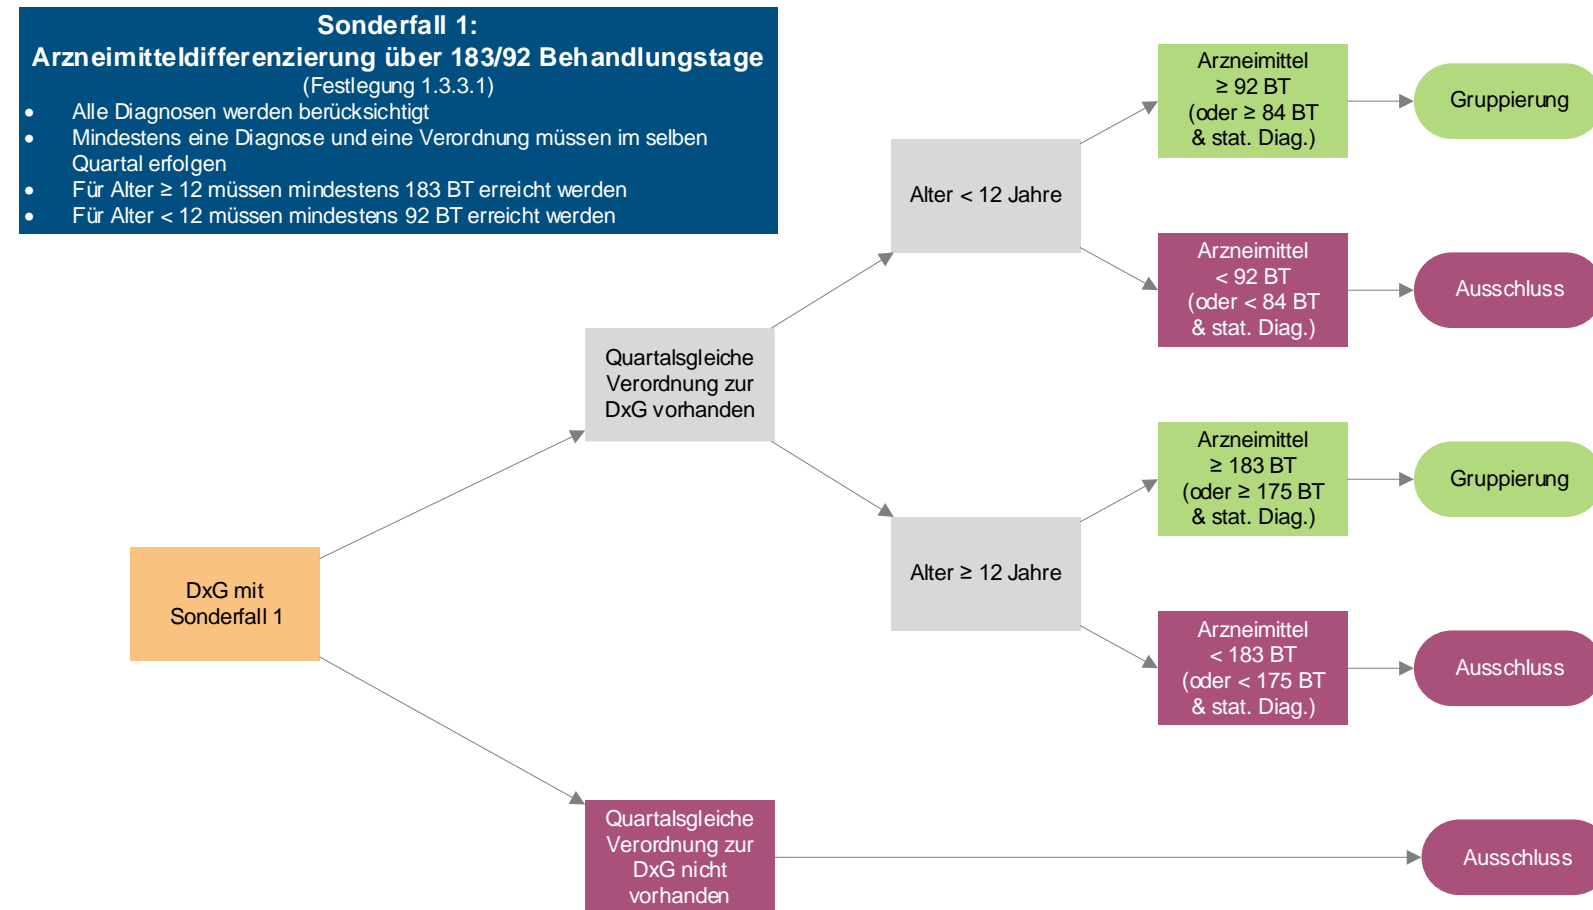 Sonderfall 1:
Arzneimitteldifferenzierung über 183/92 Behandlungstage
(Festlegung 1.3.3.1)
• Alle Diagnosen werden berücksichtigt
• Mindestens eine Diagnose und eine Verordnung müssen im selben
Quartal erfolgen
• Für Alter ≥ 12 müssen mindestens 183 BT erreicht werden
• Für Alter < 12 müssen mindestens 92 BT erreicht werden
Arzneimittel
≥ 92 BT
(oder ≥ 84 BT
& stat. Diag.)
Gruppierung
Alter < 12 Jahre
Arzneimittel
< 92 BT
(oder < 84 BT
& stat. Diag.)
Ausschluss
Quartalsgleiche
Verordnung zur
DxG vorhanden
Arzneimittel
≥ 183 BT
(oder ≥ 175 BT
& stat. Diag.)
Gruppierung
Alter ≥ 12 Jahre
DxG mit
Sonderfall 1
Arzneimittel
< 183 BT
(oder < 175 BT
& stat. Diag.)
Ausschluss
Quartalsgleiche
Verordnung zur
DxG nicht
vorhanden
Ausschluss